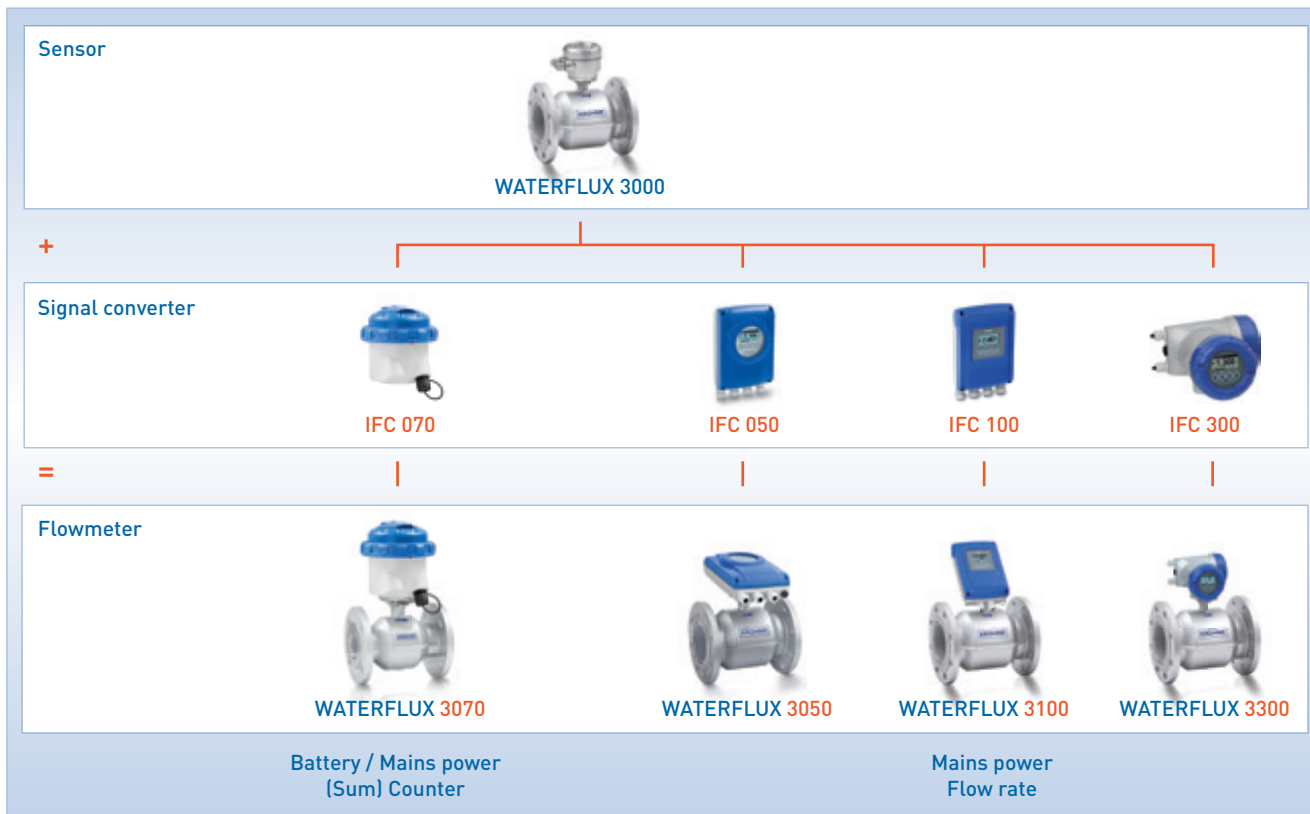 Sensor
WATERFLUX 3000
+
Signal converter
IFC 070
IFC 050
IFC 100
IFC 300
=
Flowmeter
WATERFLUX 3070
WATERFLUX 3050
WATERFLUX 3100
WATERFLUX 3300
Battery / Mains power
(Sum) Counter
Mains power
Flow rate